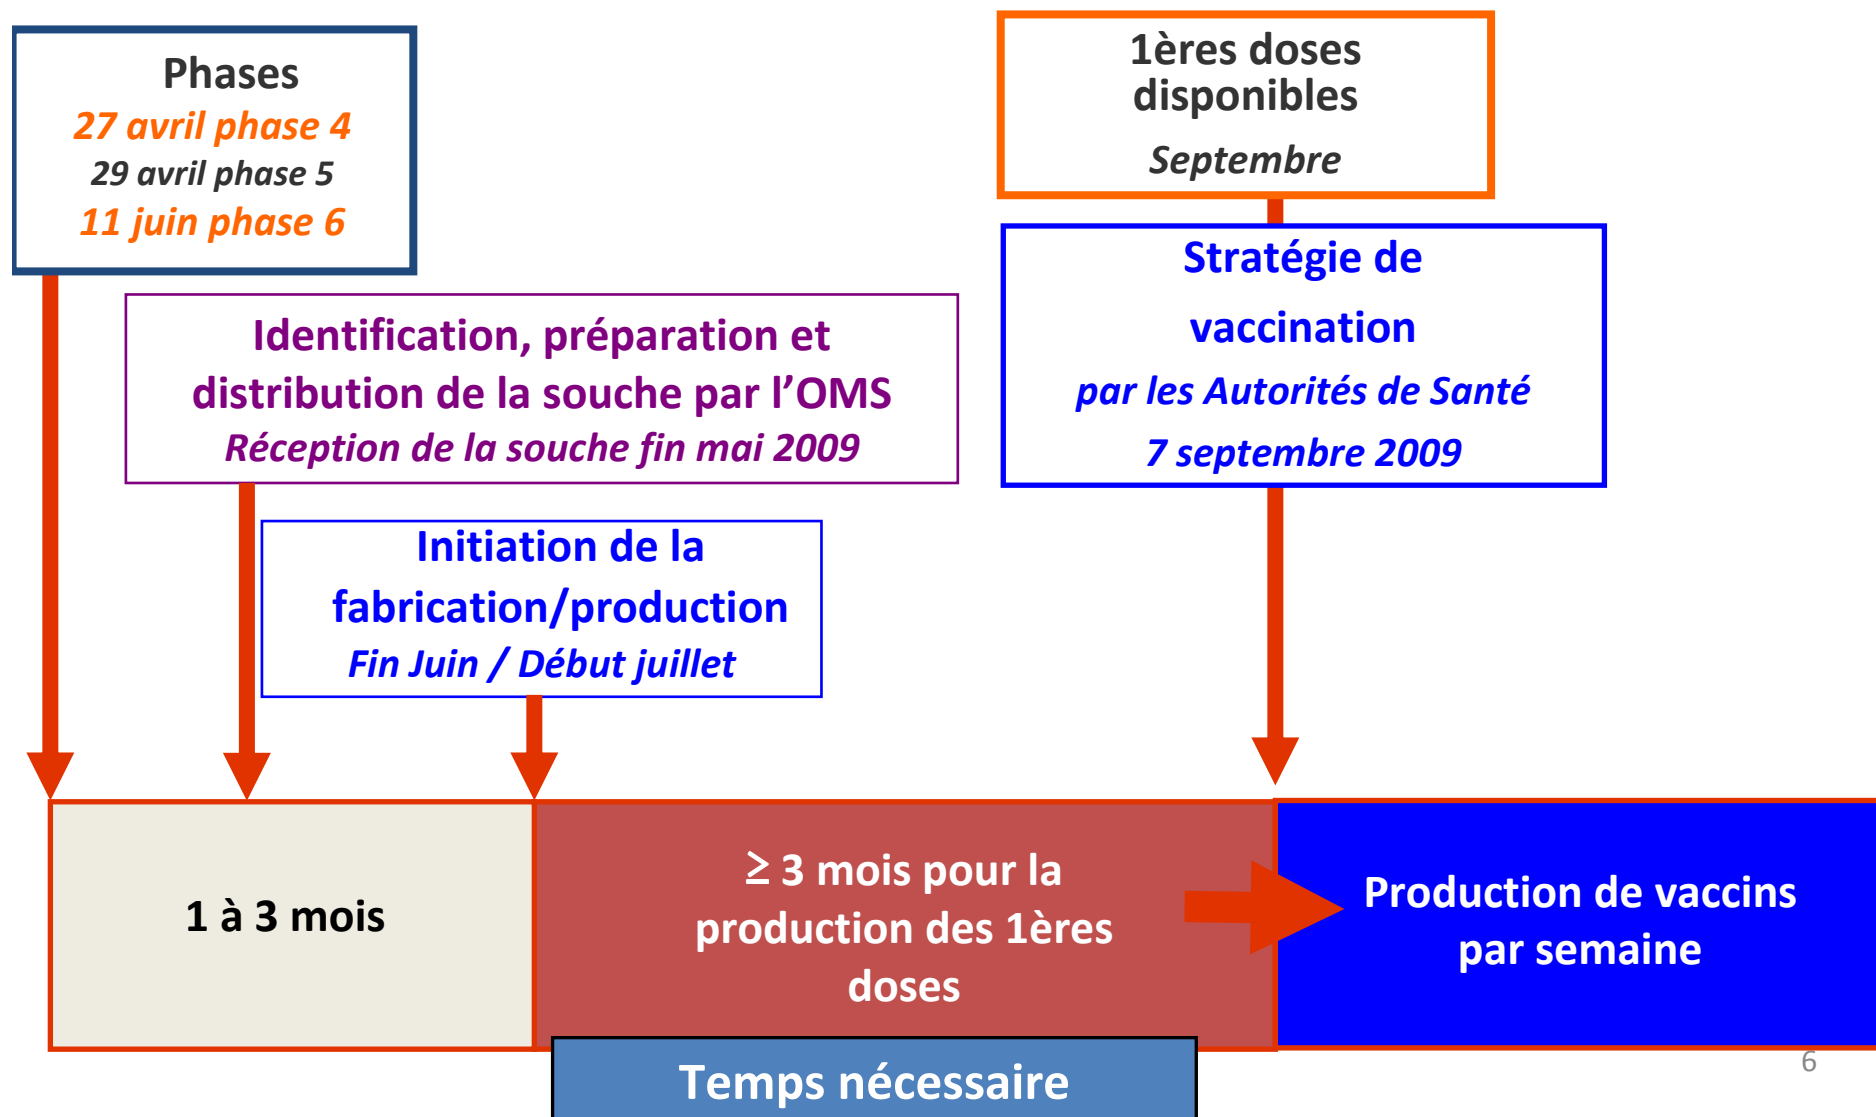 Phases
27 avril phase 4
29 avril phase 5
11 juin phase 6
1ères doses
disponibles
Septembre
Stratégie de
vaccination
par les Autorités de Santé
7 septembre 2009
Identification, préparation et
distribution de la souche par l’OMS
Réception de la souche fin mai 2009
Initiation de la
fabrication/production
Fin Juin / Début juillet
1 à 3 mois
≥ 3 mois pour la
production des 1ères
doses
Production de vaccins
par semaine
Temps nécessaire
6